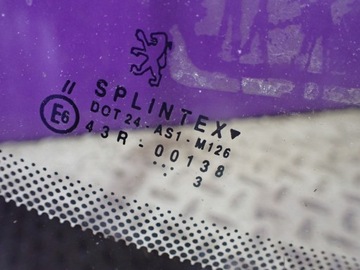 II
SPLINTEX
E6 DOT 24 · AS1 · M126
43R - 00138
3